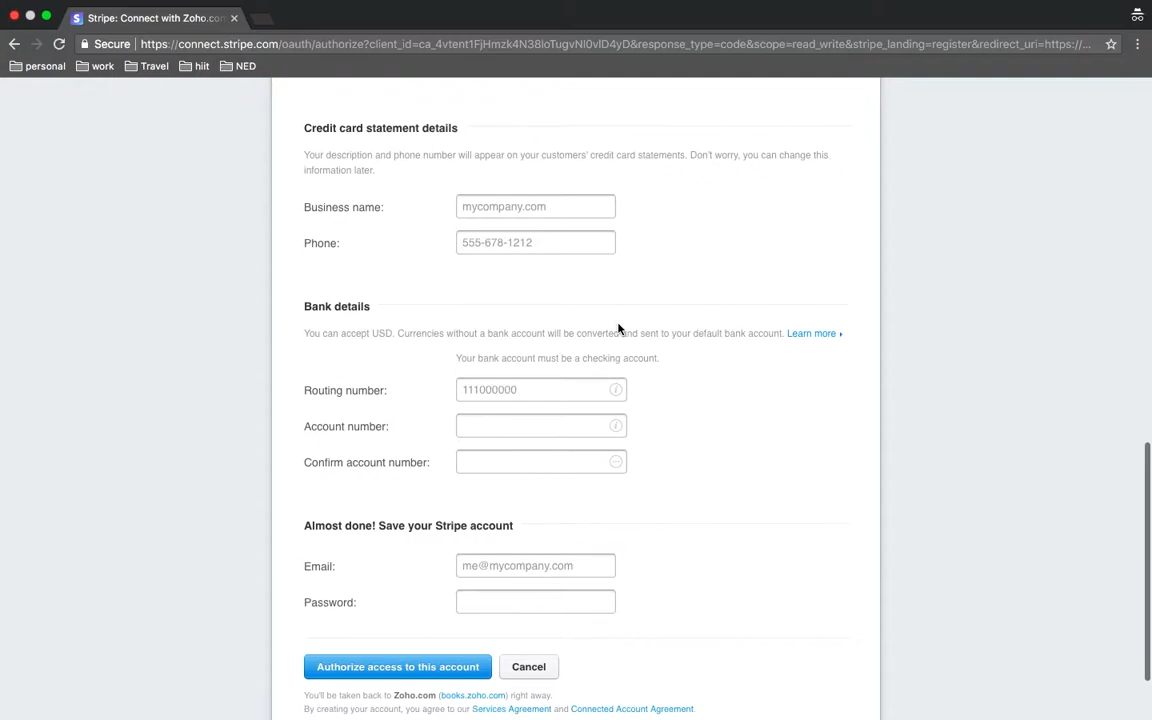 Stripe: Connect with Zoho.com
Secure https://connect.stripe.com/oauth/authorize?client_id=ca_4vtent1FjHmzk4N38IoTugvNI0vID4yD&response_type=code&scope=read_write&stripe_landing=register&redirect_uri=https://...
personal work Travel hiit NED
Credit card statement details
Your description and phone number will appear on your customers' credit card statements. Don't worry, you can change this
information later.
Business name: mycompany.com
Phone: 555-678-1212
Bank details
You can accept USD. Currencies without a bank account will be converted and sent to your default bank account. Learn more
Your bank account must be a checking account.
Routing number: 111000000
Account number:
Confirm account number:
Almost done! Save your Stripe account
Email: me@mycompany.com
Password:
Authorize access to this account Cancel
You'll be taken back to Zoho.com (books.zoho.com) right away.
By creating your account, you agree to our Services Agreement and Connected Account Agreement.